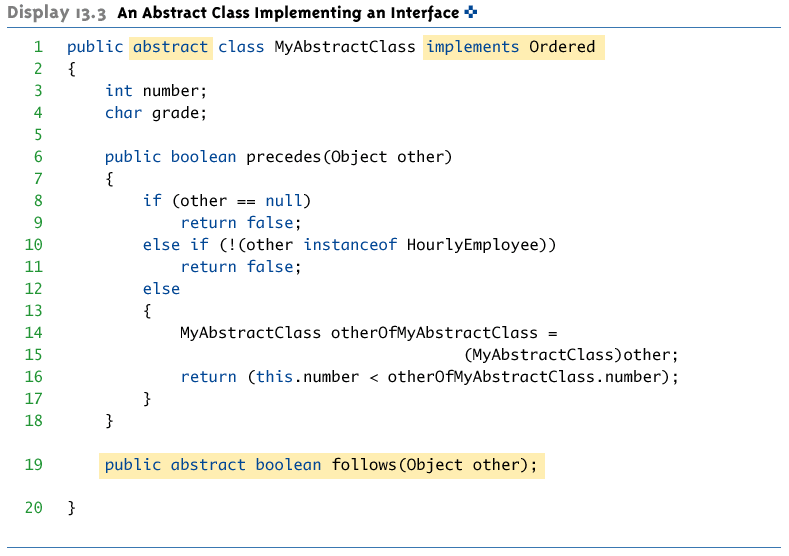 Display 13.3 An Abstract Class Implementing an Interface ✜
1 public abstract class MyAbstractClass implements Ordered
2 {
3     int number;
4     char grade;
5
6     public boolean precedes(Object other)
7     {
8         if (other == null)
9             return false;
10         else if (!(other instanceof HourlyEmployee))
11             return false;
12         else
13         {
14             MyAbstractClass otherOfMyAbstractClass =
15                                           (MyAbstractClass)other;
16             return (this.number < otherOfMyAbstractClass.number);
17         }
18     }
19     public abstract boolean follows(Object other);
20 }